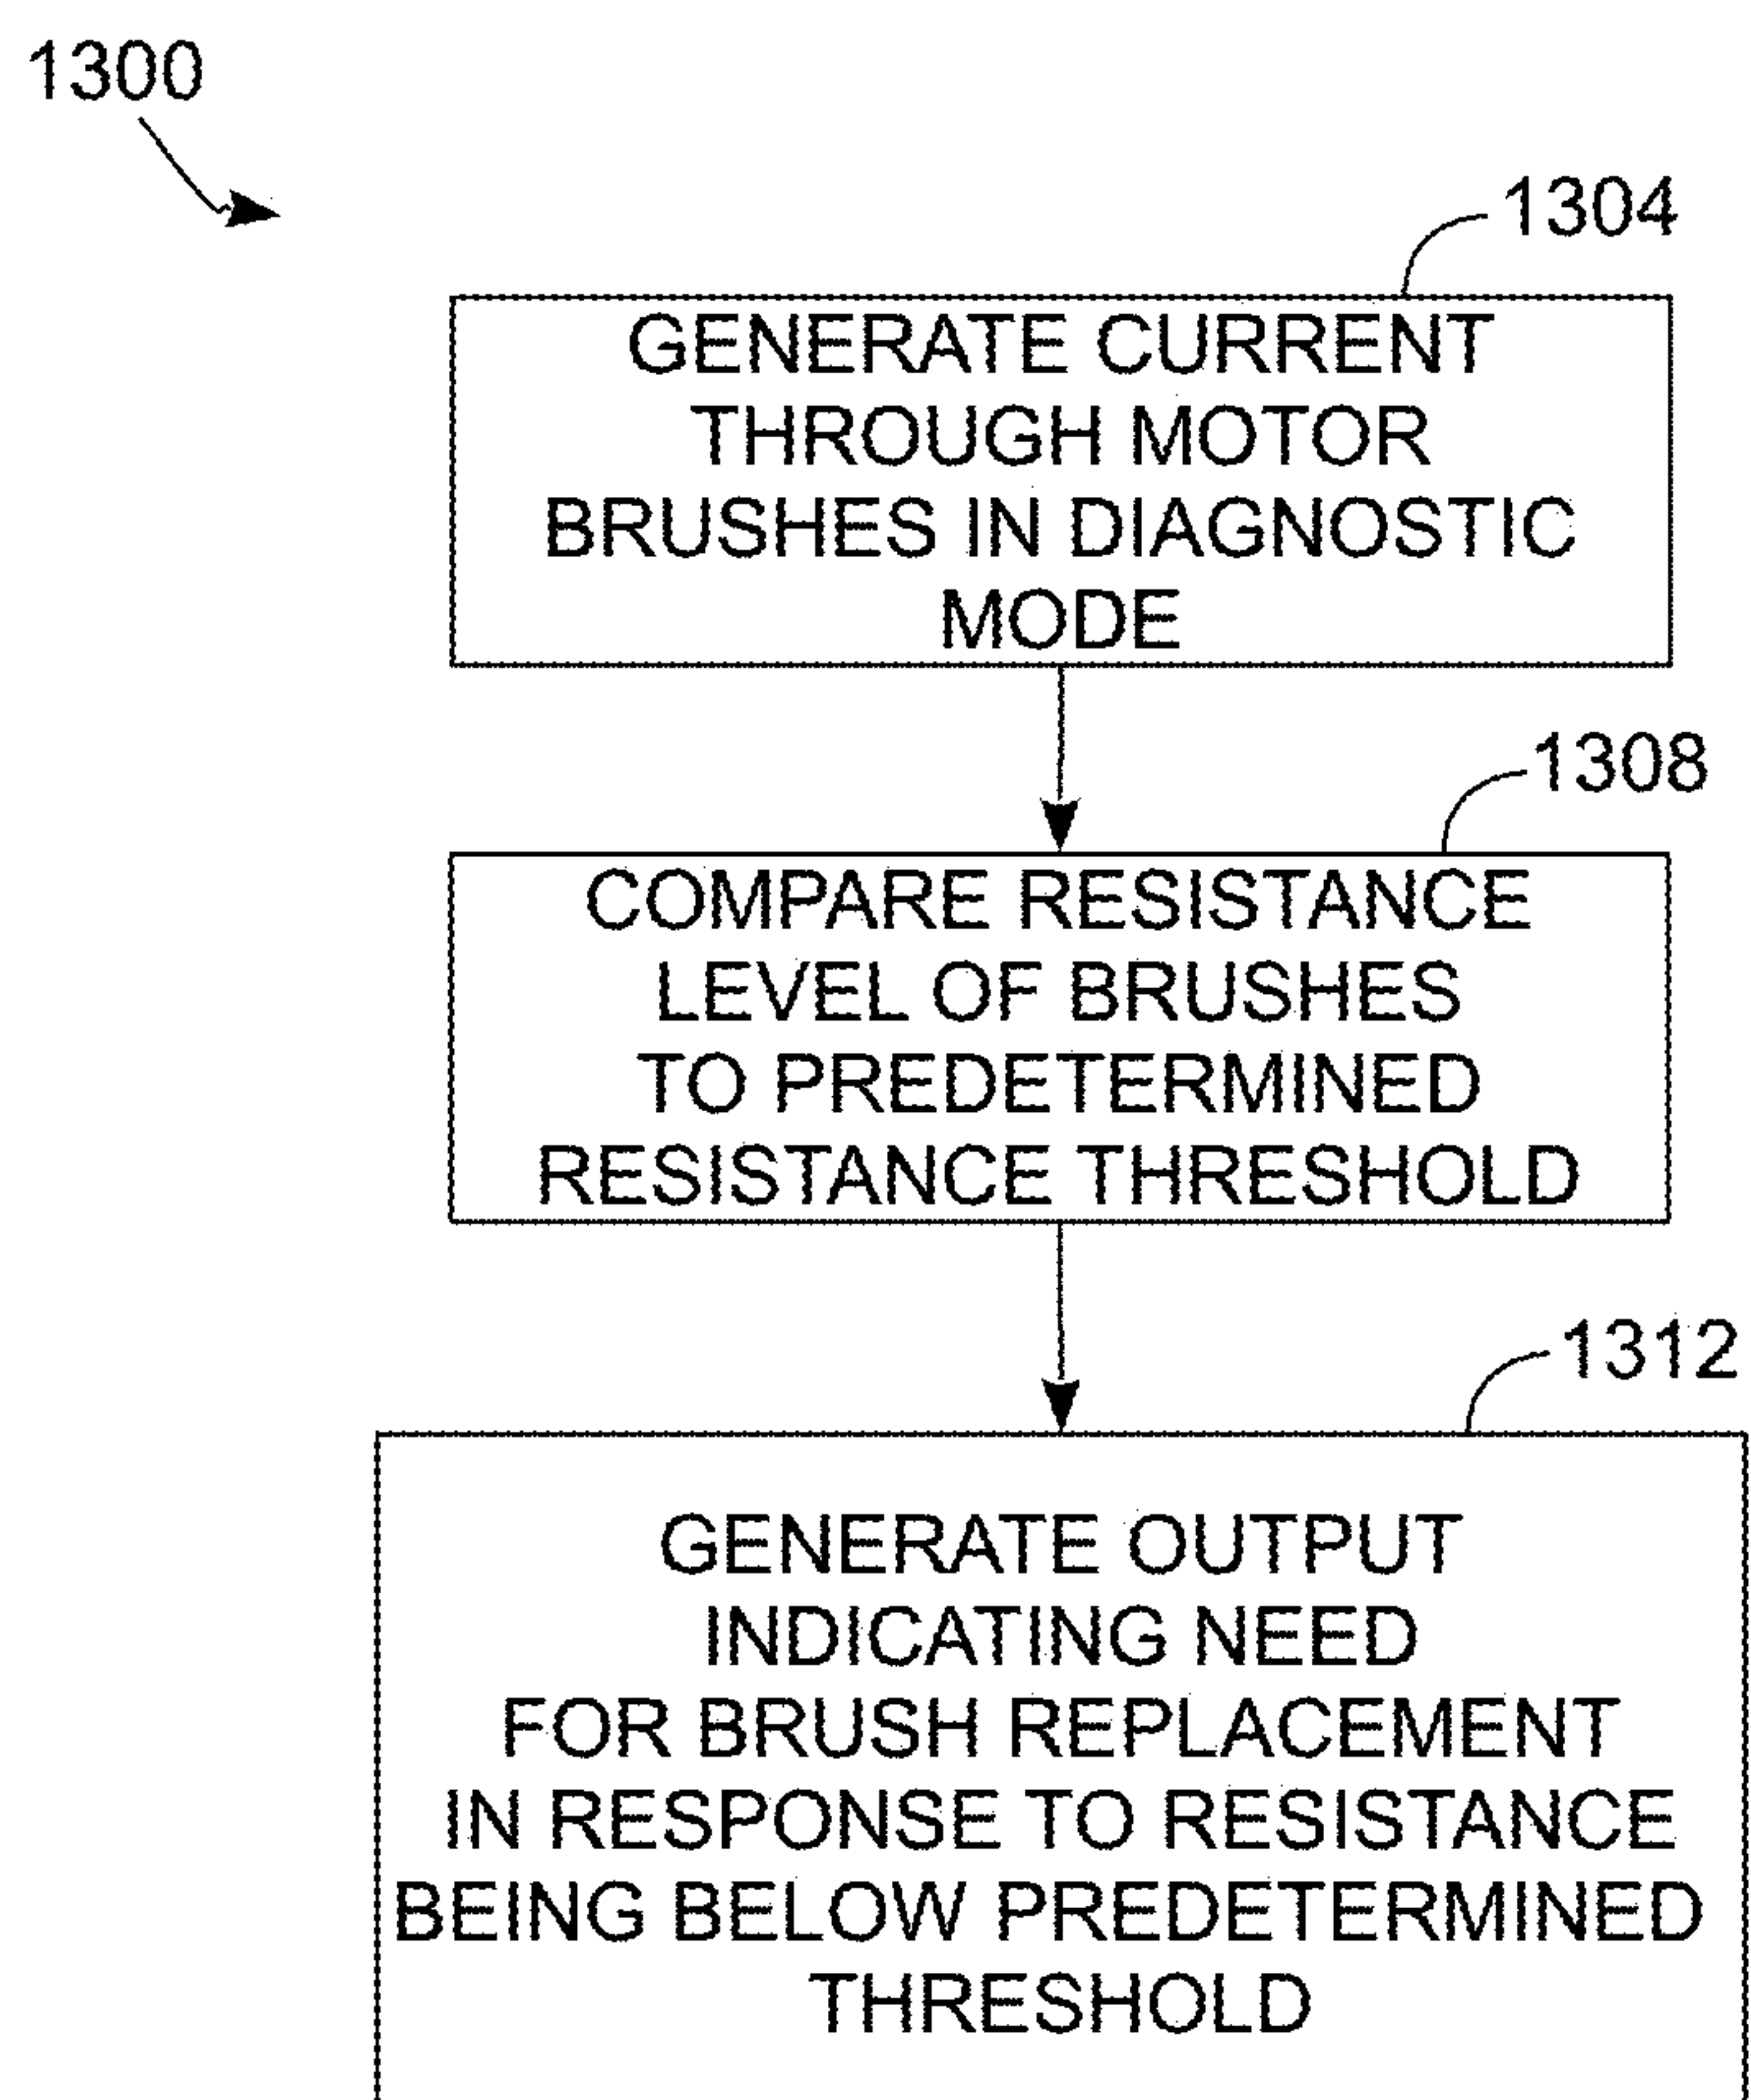 1300
1304
GENERATE CURRENT
THROUGH MOTOR
BRUSHES IN DIAGNOSTIC
MODE
1308
COMPARE RESISTANCE
LEVEL OF BRUSHES
TO PREDETERMINED
RESISTANCE THRESHOLD
1312
GENERATE OUTPUT
INDICATING NEED
FOR BRUSH REPLACEMENT
IN RESPONSE TO RESISTANCE
BEING BELOW PREDETERMINED
THRESHOLD